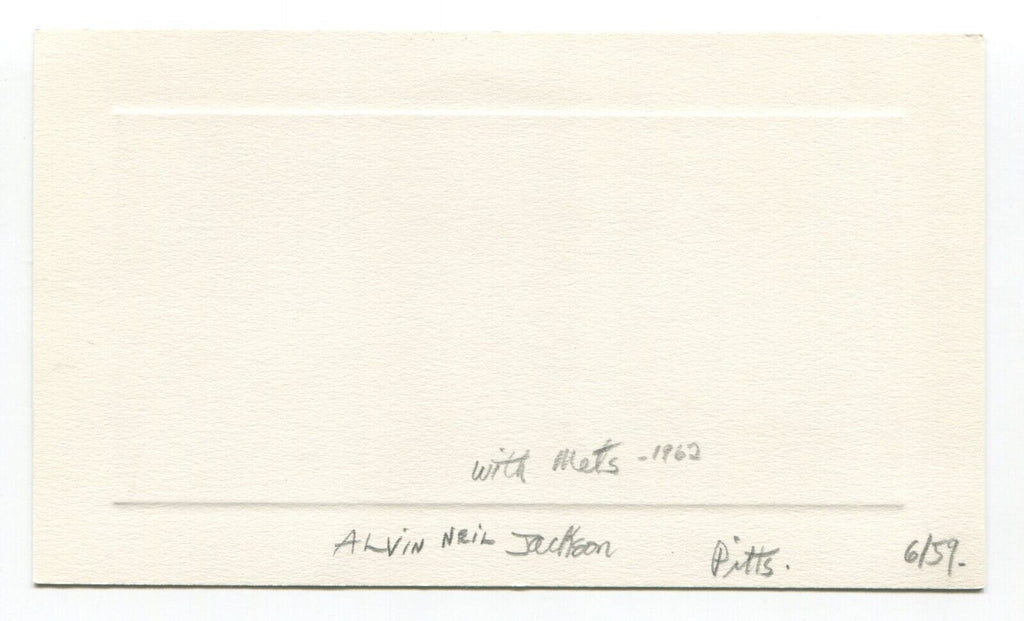 with Mets - 1962
ALVIN NEIL Jackson Pitts. 6/59.